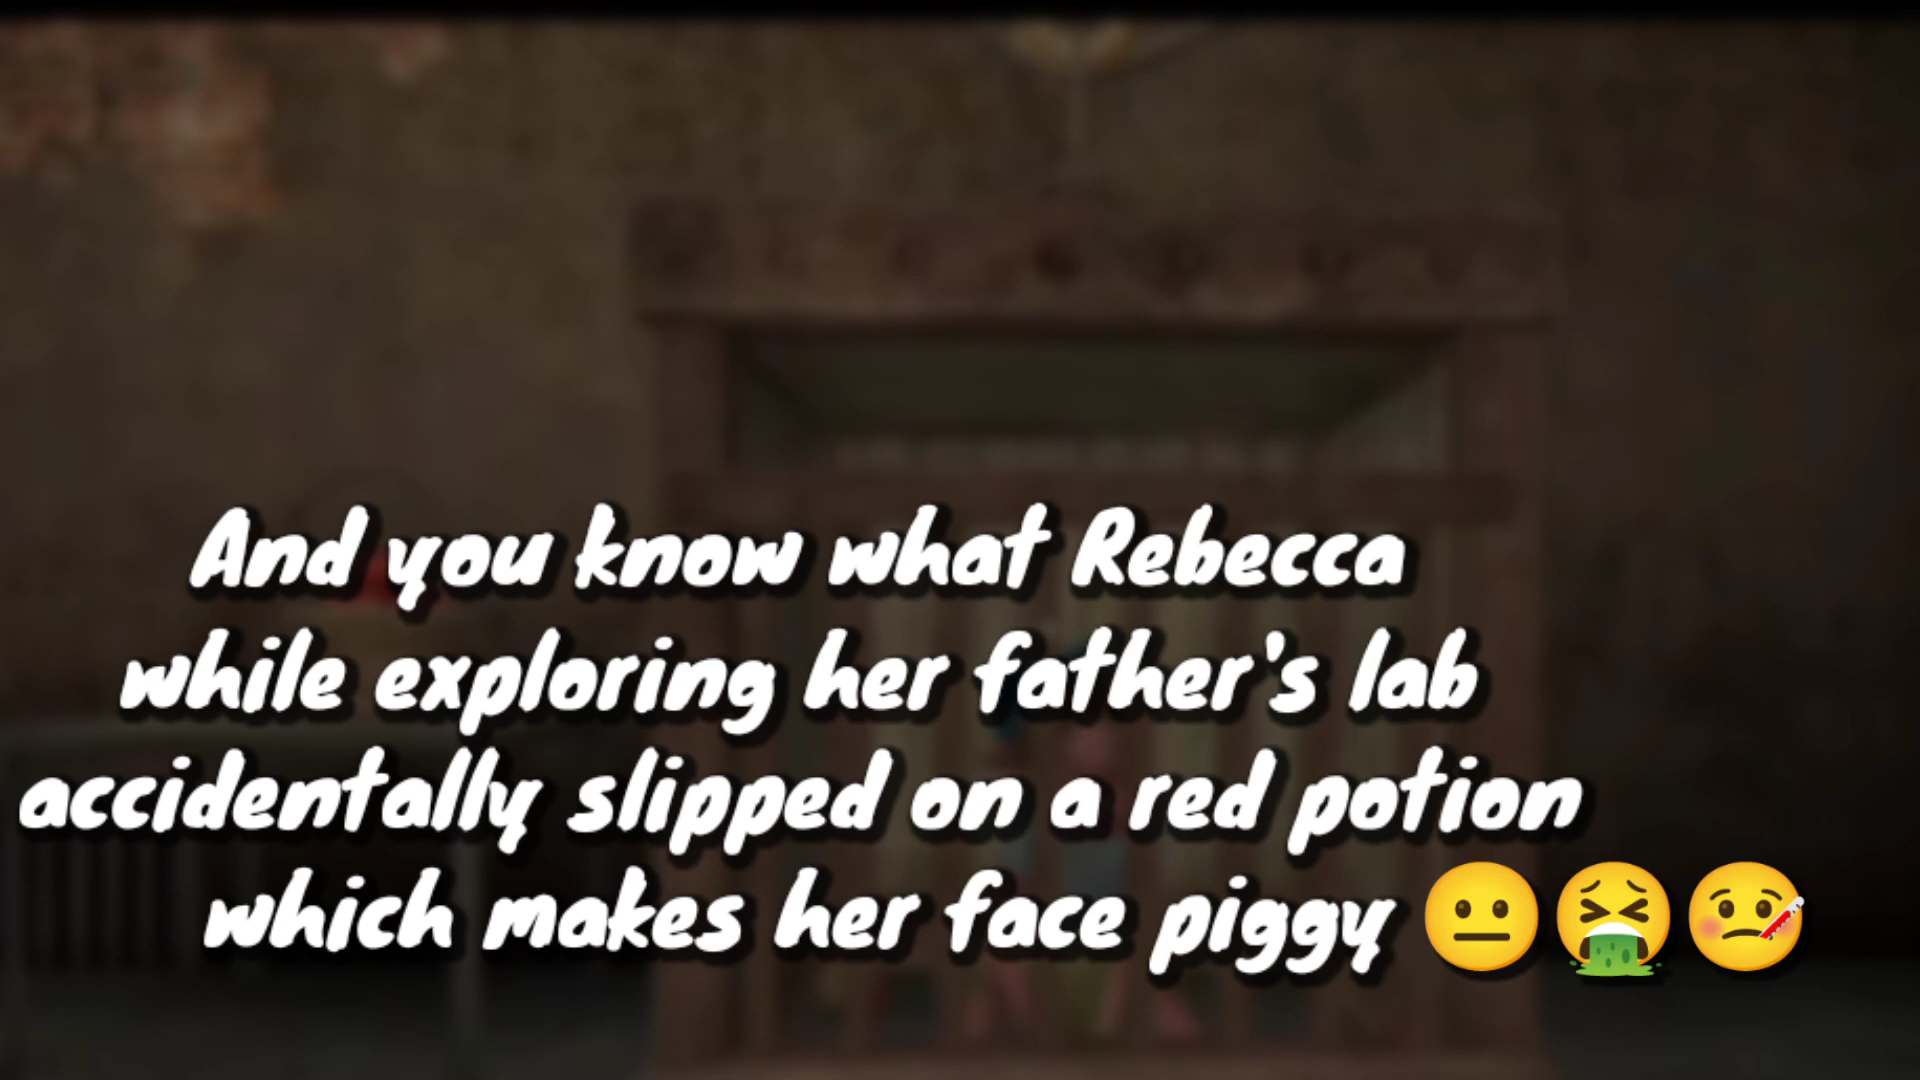 And you know what Rebecca
while exploring her father's lab
accidentally slipped on a red potion
which makes her face piggy 😐🤮🤒